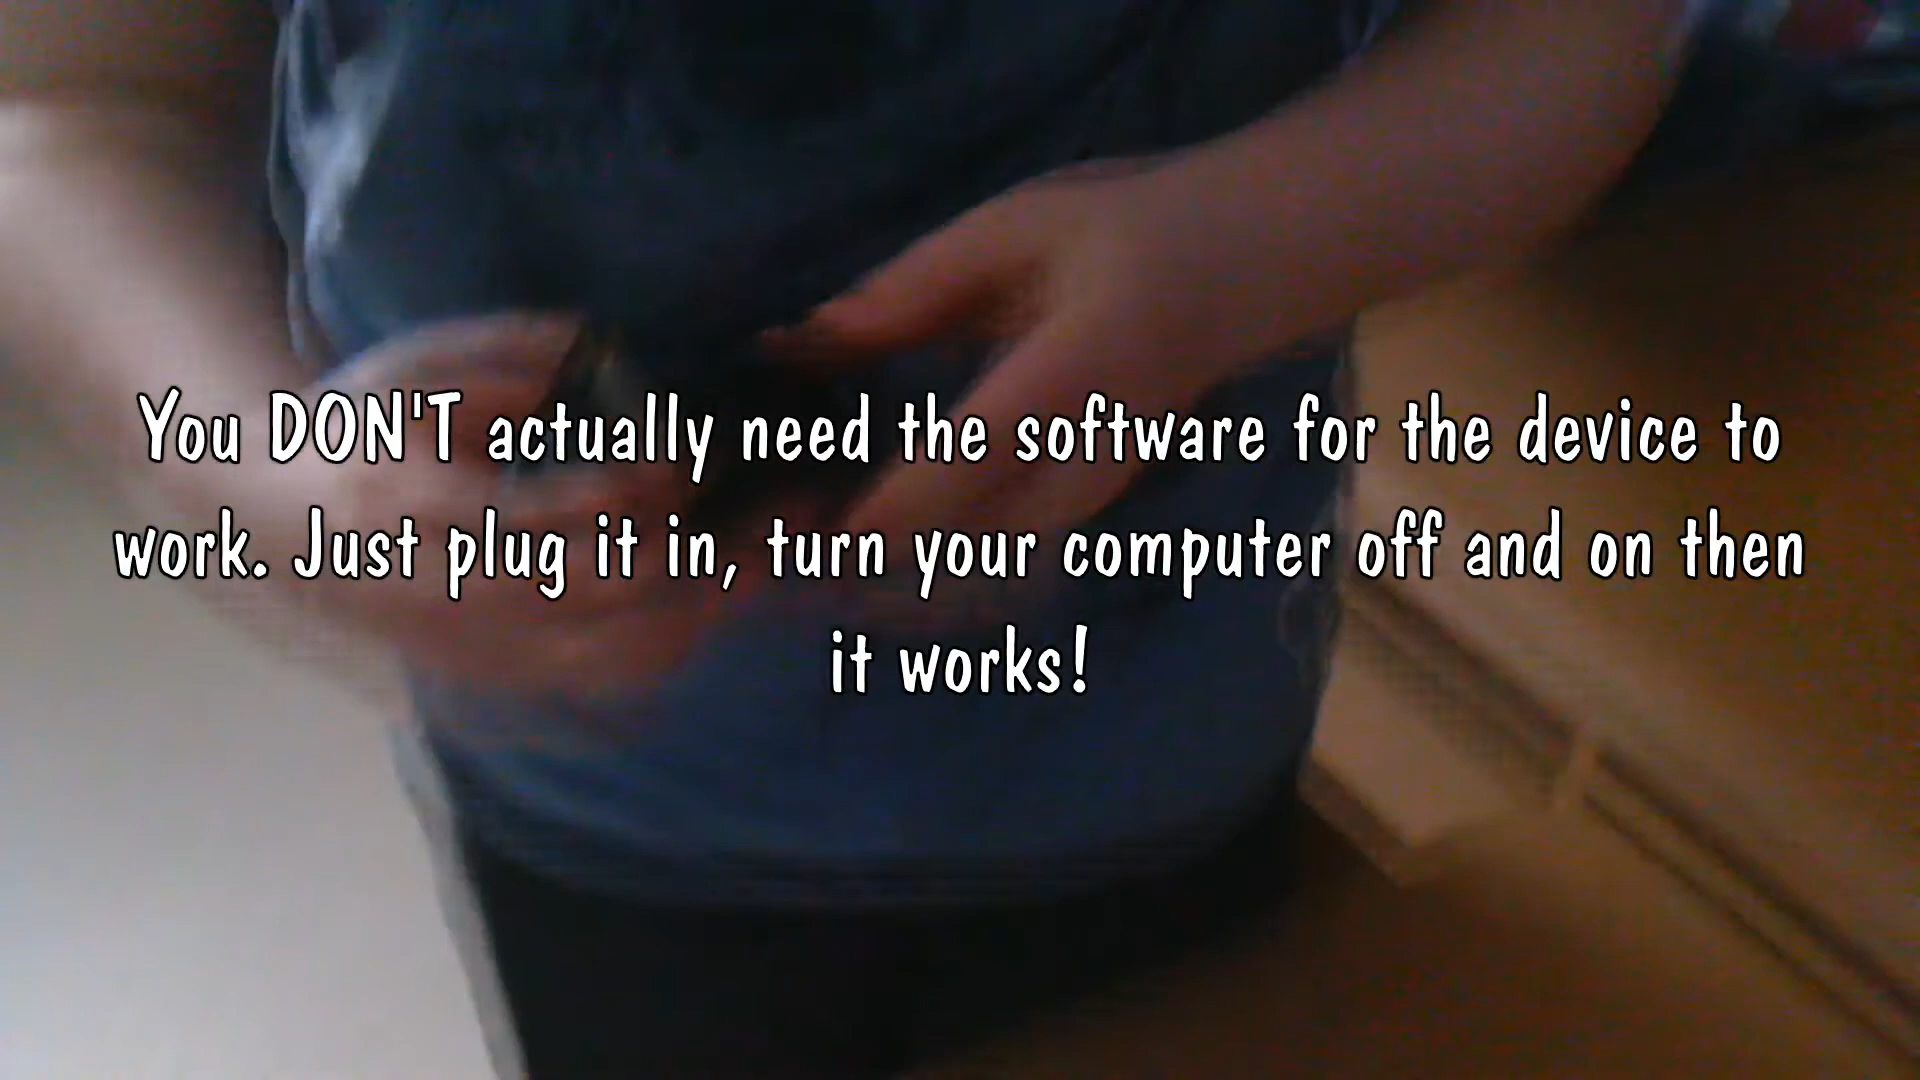 You DON'T actually need the software for the device to
work. Just plug it in, turn your computer off and on then
it works!